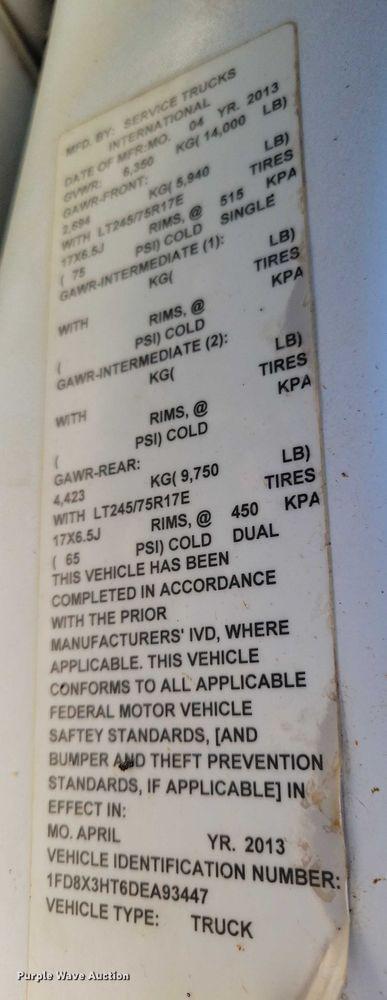 MFD. BY: SERVICE TRUCKS
INTERNATIONAL
DATE OF MFR:MO. 04 YR. 2013
GVWR: 6,350 KG( 14,000 LB)
GAWR-FRONT:
2,694 KG( 5,940 LB)
WITH LT245/75R17E TIRES
17X6.5J RIMS, @ 515 KPA
( 75 PSI) COLD SINGLE
GAWR-INTERMEDIATE (1):
KG( LB)
TIRES
WITH RIMS, @ KPA
( PSI) COLD
GAWR-INTERMEDIATE (2):
KG( LB)
TIRES
WITH RIMS, @ KPA
( PSI) COLD
GAWR-REAR:
4,423 KG( 9,750 LB)
WITH LT245/75R17E TIRES
17X6.5J RIMS, @ 450 KPA
( 65 PSI) COLD DUAL
THIS VEHICLE HAS BEEN
COMPLETED IN ACCORDANCE
WITH THE PRIOR
MANUFACTURERS' IVD, WHERE
APPLICABLE. THIS VEHICLE
CONFORMS TO ALL APPLICABLE
FEDERAL MOTOR VEHICLE
SAFTEY STANDARDS, [AND
BUMPER AND THEFT PREVENTION
STANDARDS, IF APPLICABLE] IN
EFFECT IN:
MO. APRIL YR. 2013
VEHICLE IDENTIFICATION NUMBER:
1FD8X3HT6DEA93447
VEHICLE TYPE: TRUCK
Purple Wave Auction